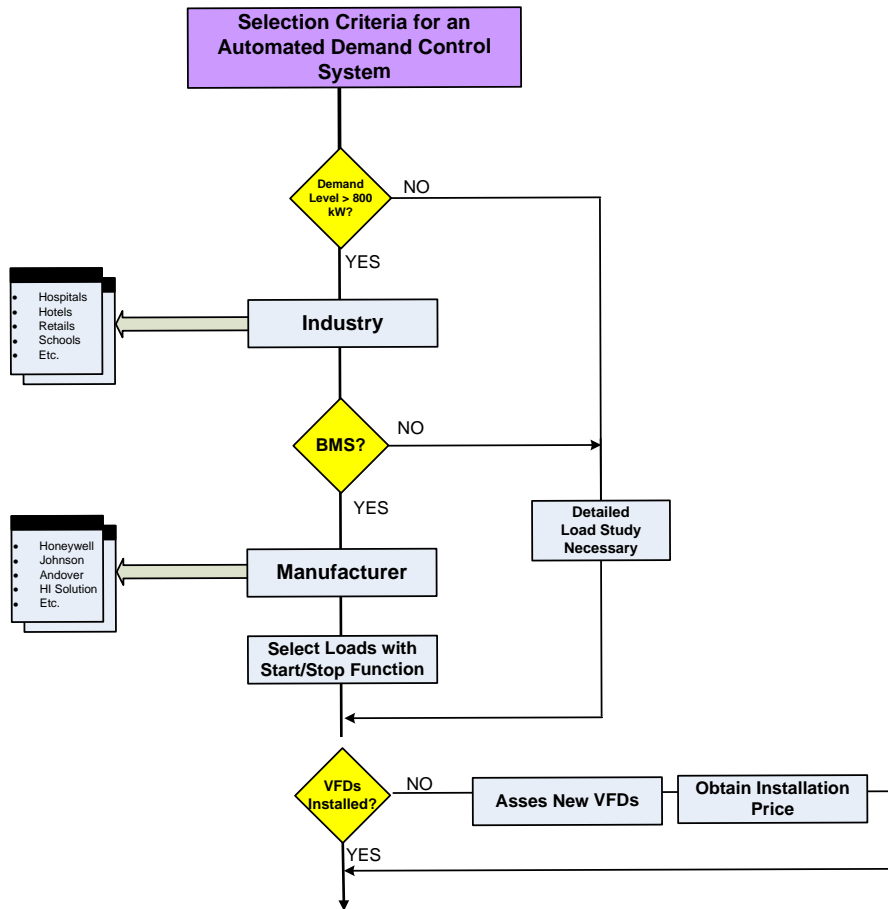 Selection Criteria for an
Automated Demand Control
System
Demand
Level > 800
kW?
NO
YES
• Hospitals
• Hotels
• Retails
• Schools
• Etc.
Industry
BMS?
NO
YES
Detailed
Load Study
Necessary
• Honeywell
• Johnson
• Andover
• HI Solution
• Etc.
Manufacturer
Select Loads with
Start/Stop Function
VFDs
Installed?
NO
Asses New VFDs
Obtain Installation
Price
YES